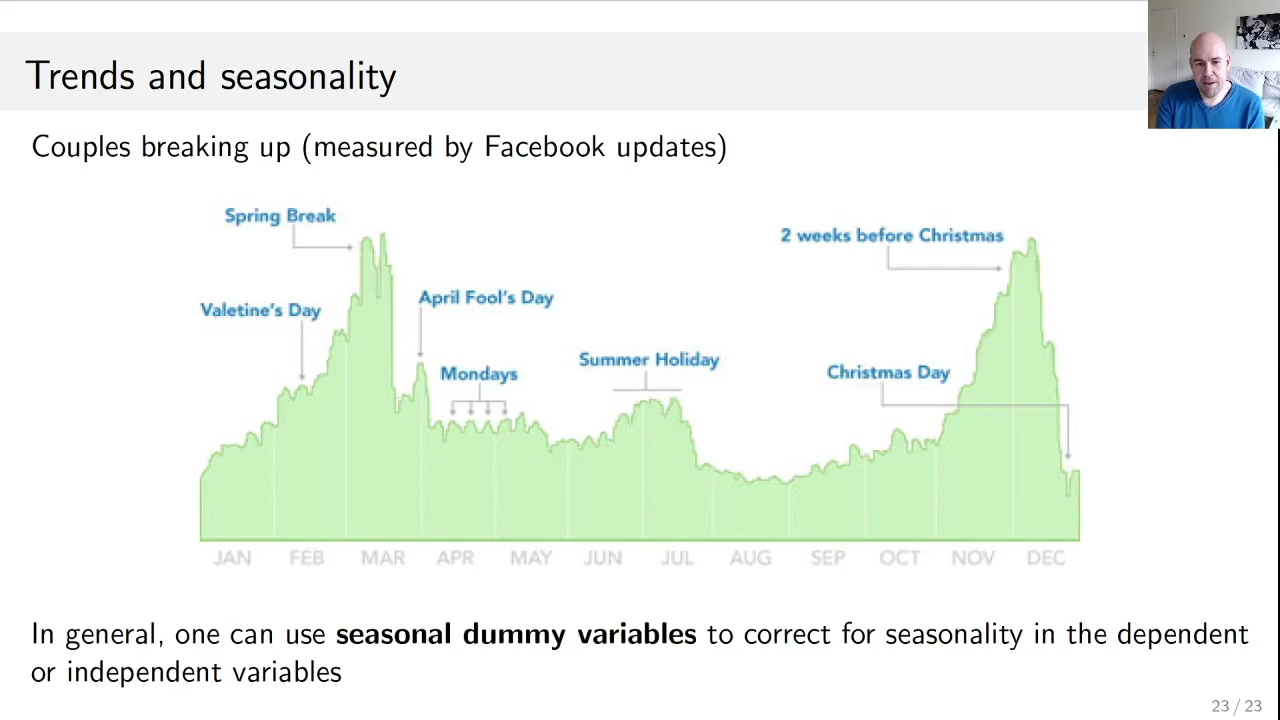 Trends and seasonality
Couples breaking up (measured by Facebook updates)
Spring Break
2 weeks before Christmas
Valetine's Day
April Fool's Day
Mondays
Summer Holiday
Christmas Day
JAN FEB MAR APR MAY JUN JUL AUG SEP OCT NOV DEC
In general, one can use seasonal dummy variables to correct for seasonality in the dependent
or independent variables
23 / 23